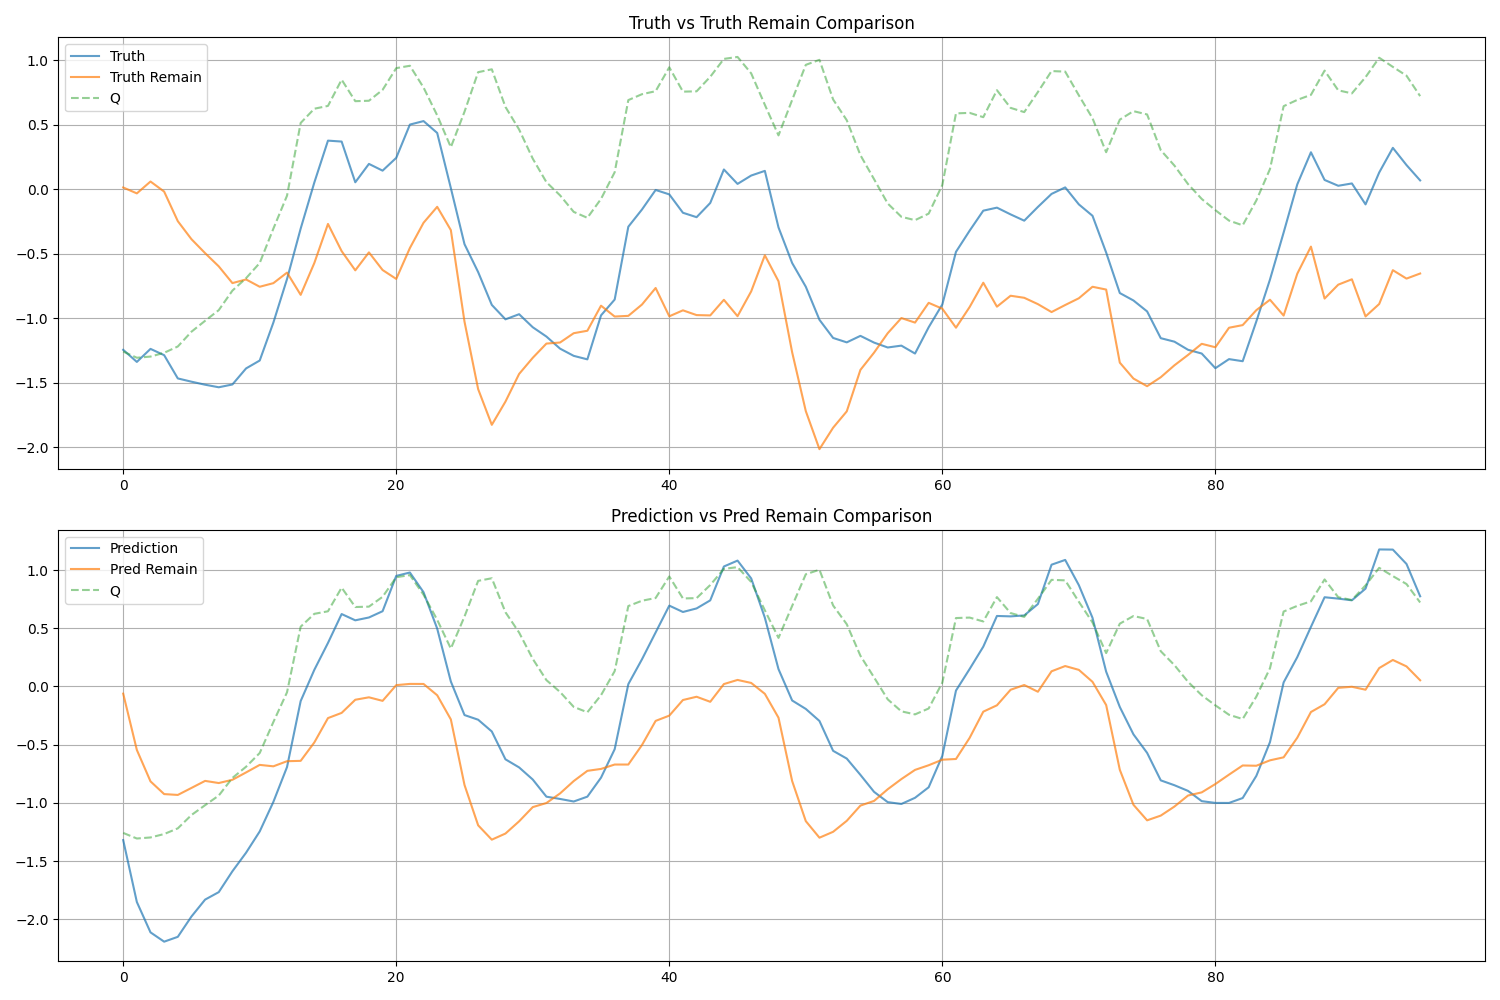 Truth vs Truth Remain Comparison
Truth
Truth Remain
Q
1.0
0.5
0.0
−0.5
−1.0
−1.5
−2.0
0 20 40 60 80
Prediction vs Pred Remain Comparison
Prediction
Pred Remain
Q
1.0
0.5
0.0
−0.5
−1.0
−1.5
−2.0
0 20 40 60 80